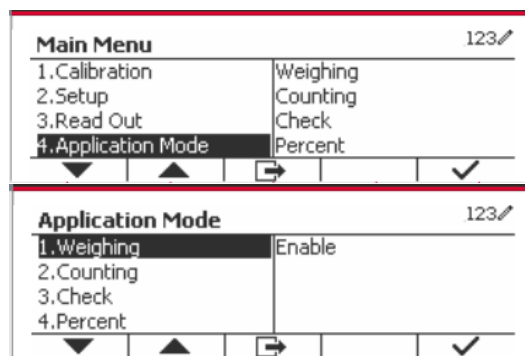 Main Menu 123
1.Calibration Weighing
2.Setup Counting
3.Read Out Check
4.Application Mode Percent
Application Mode 123
1.Weighing Enable
2.Counting
3.Check
4.Percent